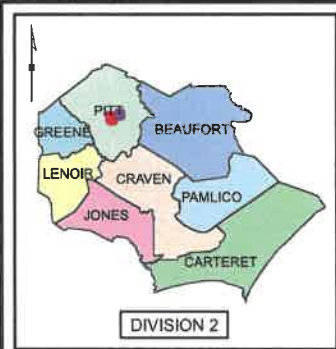 PITT
GREENE
BEAUFORT
LENOIR
CRAVEN
PAMLICO
JONES
CARTERET
DIVISION 2